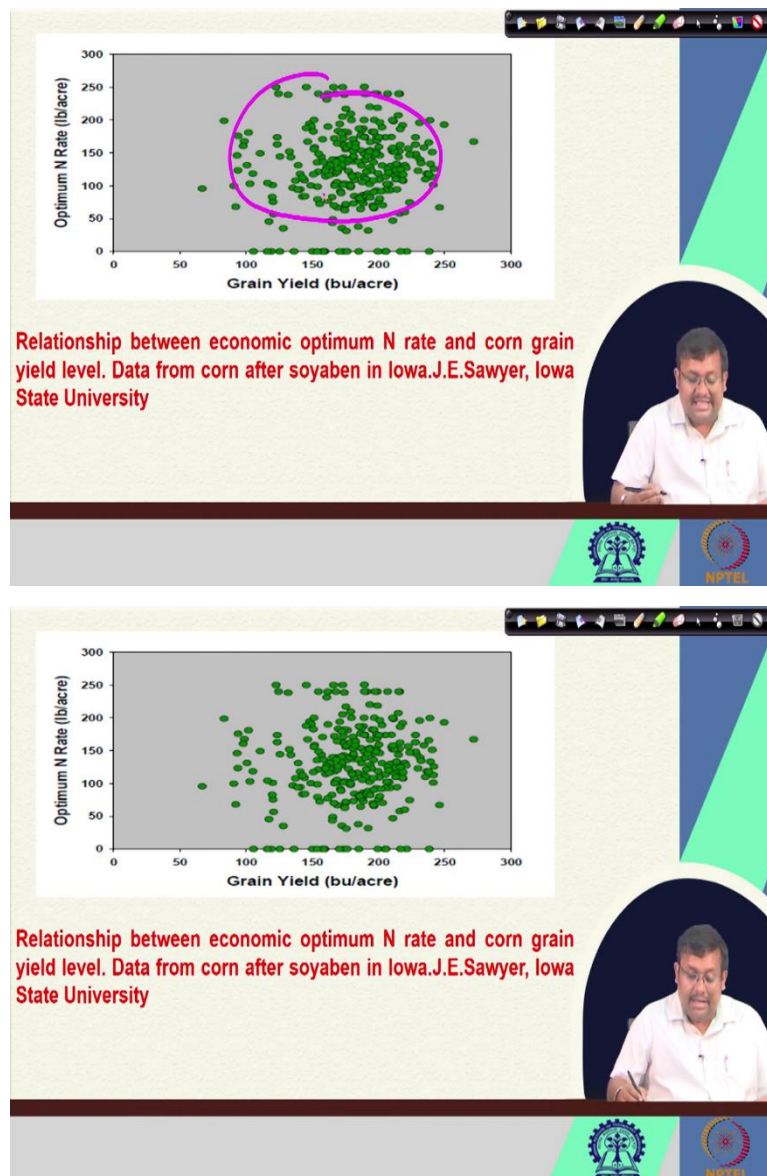 300
250
200
150
100
50
0
Optimum N Rate (lb/acre)
0 50 100 150 200 250 300
Grain Yield (bu/acre)
Relationship between economic optimum N rate and corn grain
yield level. Data from corn after soyaben in Iowa.J.E.Sawyer, Iowa
State University
NPTEL
300
250
200
150
100
50
0
Optimum N Rate (lb/acre)
0 50 100 150 200 250 300
Grain Yield (bu/acre)
Relationship between economic optimum N rate and corn grain
yield level. Data from corn after soyaben in Iowa.J.E.Sawyer, Iowa
State University
NPTEL